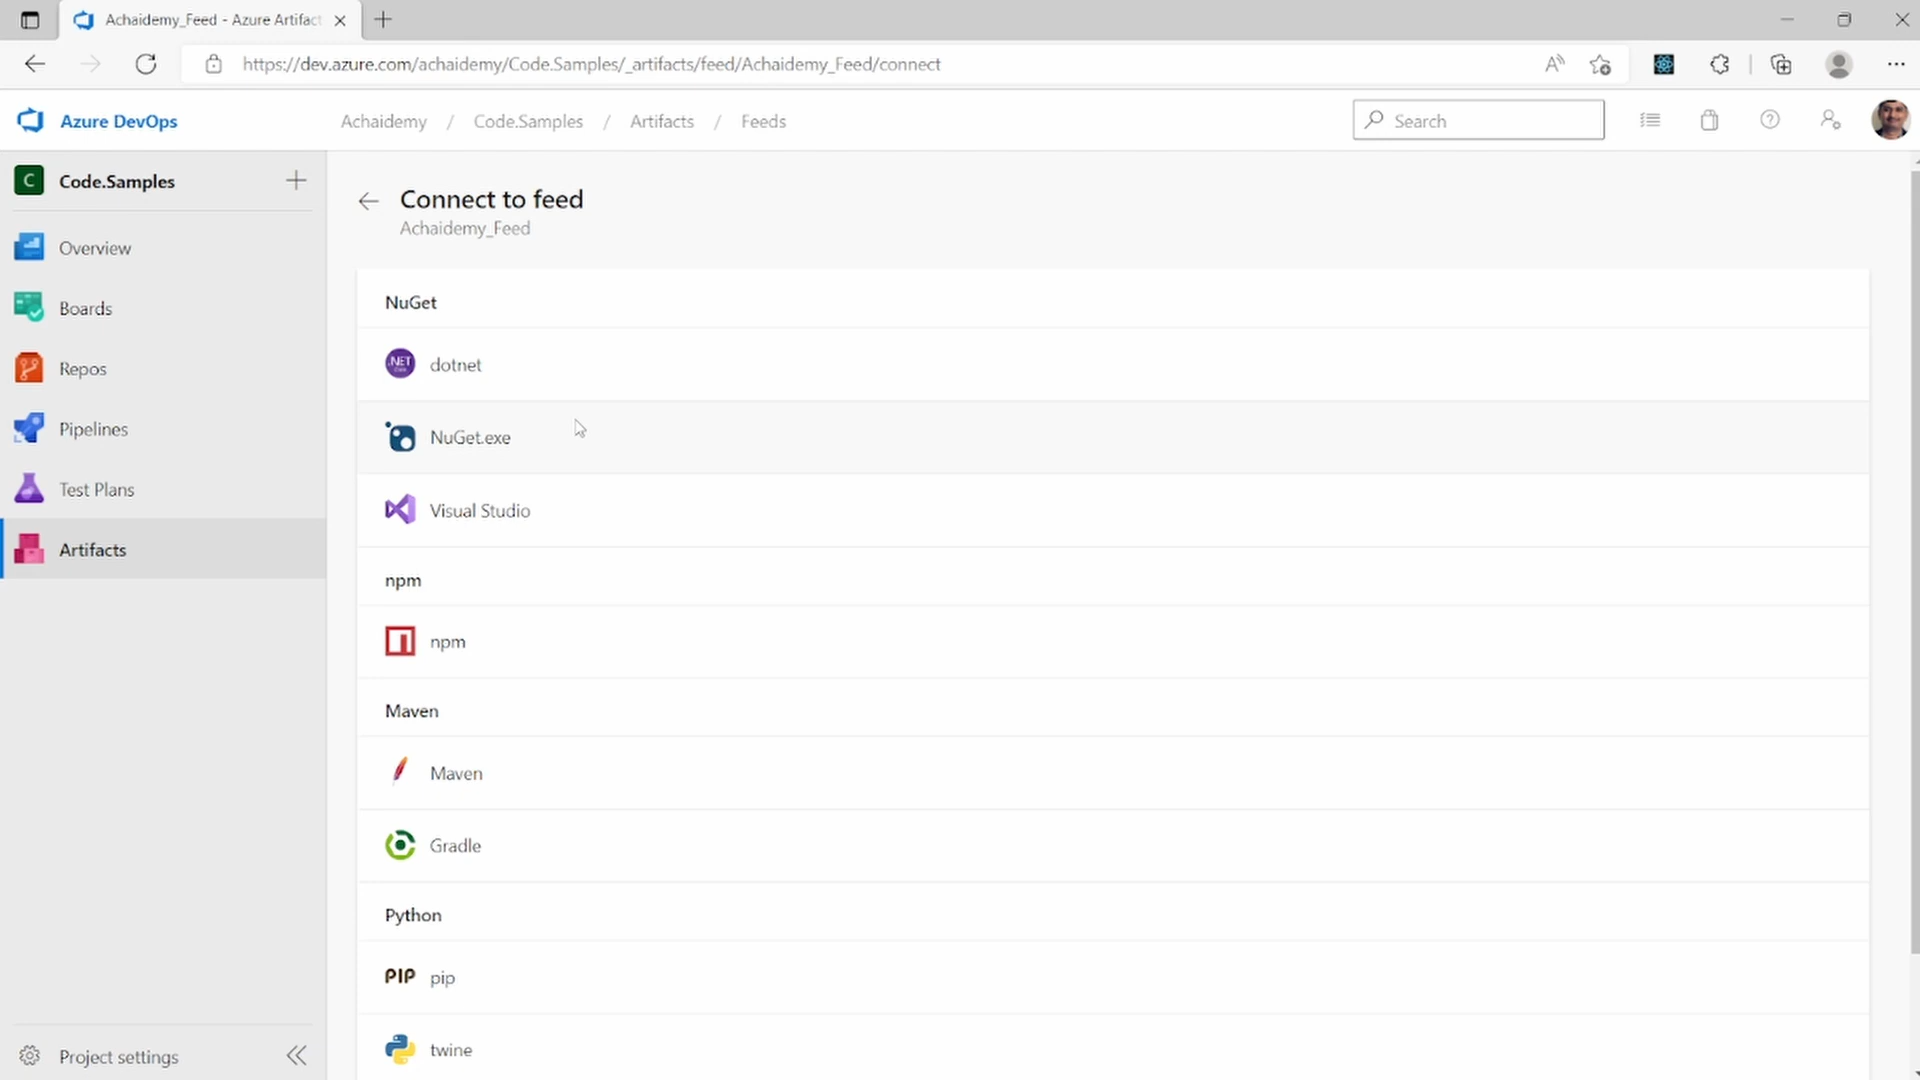 Achaidemy_Feed - Azure Artifact
https://dev.azure.com/achaidemy/Code.Samples/_artifacts/feed/Achaidemy_Feed/connect
Azure DevOps
Achaidemy / Code.Samples / Artifacts / Feeds
Search
C Code.Samples
Overview
Boards
Repos
Pipelines
Test Plans
Artifacts
Project settings
Connect to feed
Achaidemy_Feed
NuGet
.NET
dotnet
NuGet.exe
Visual Studio
npm
npm
Maven
Maven
Gradle
Python
PIP pip
twine